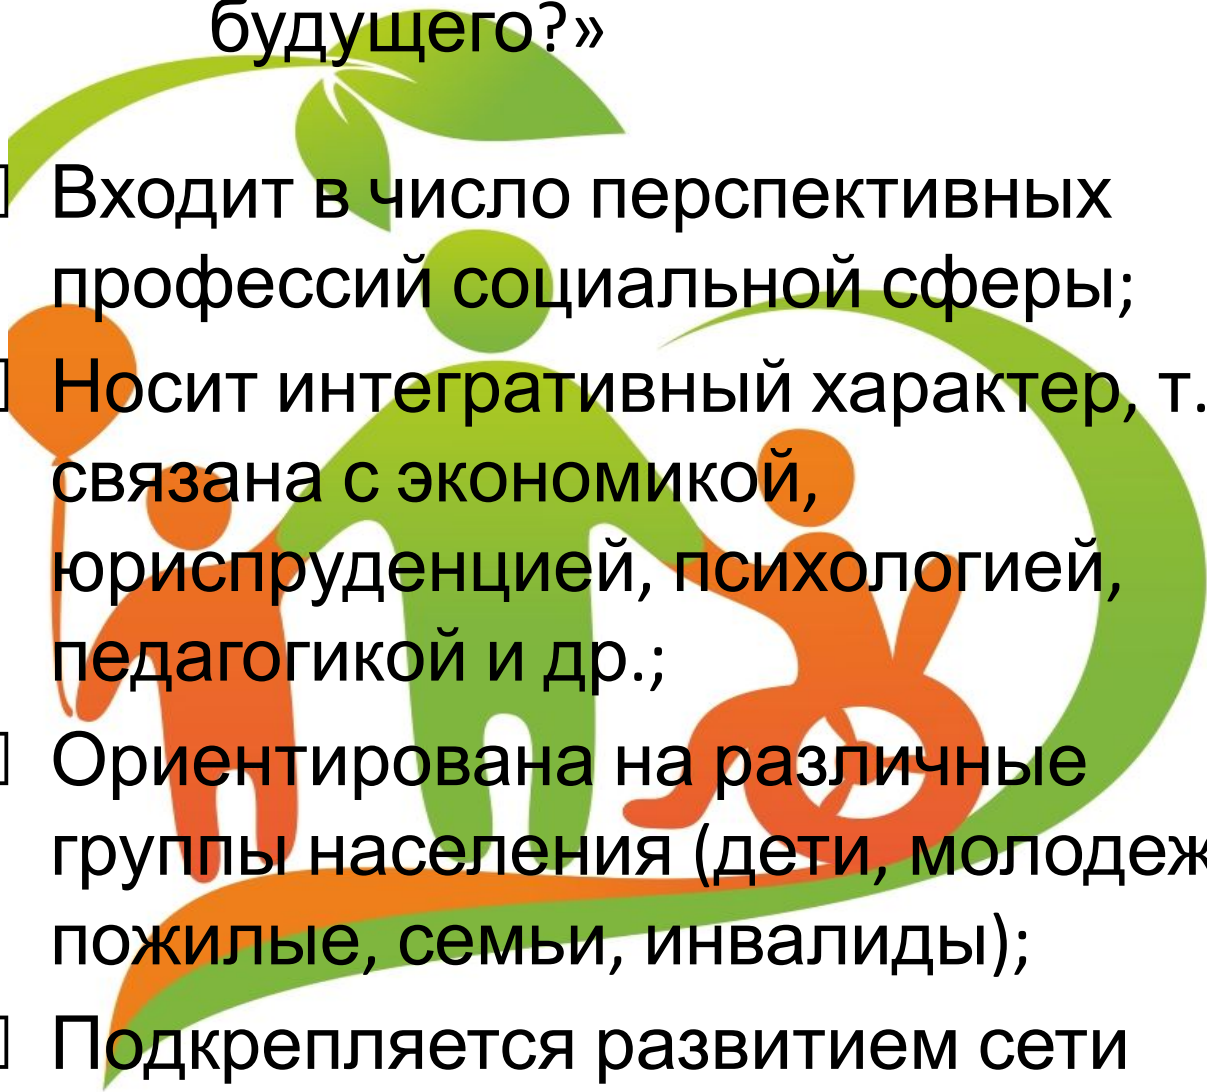 будущего?»
Входит в число перспективных
профессий социальной сферы;
Носит интегративный характер, т.
связана с экономикой,
юриспруденцией, психологией,
педагогикой и др.;
Ориентирована на различные
группы населения (дети, молодеж
пожилые, семьи, инвалиды);
Подкрепляется развитием сети